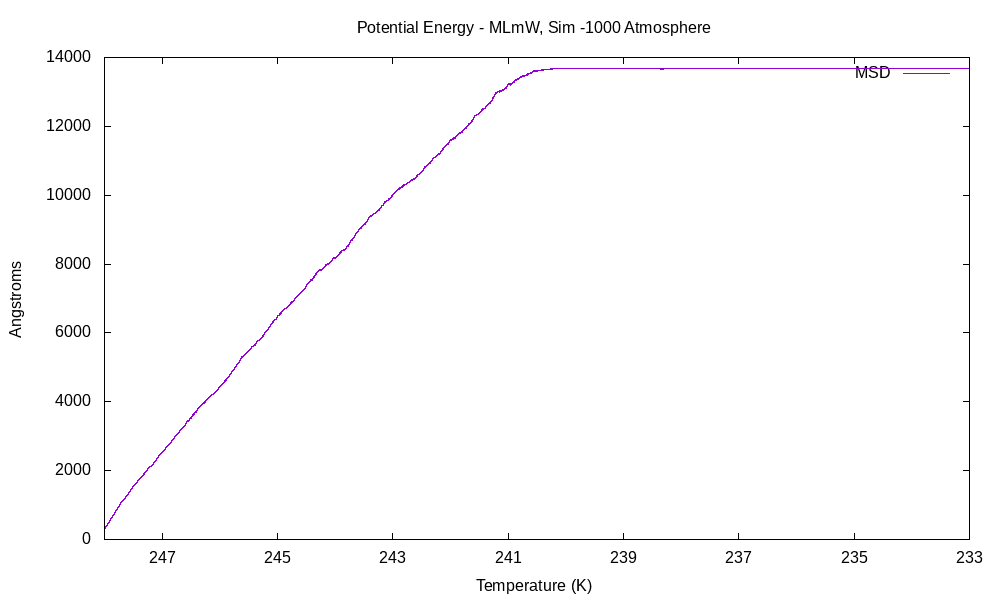 Potential Energy - MLmW, Sim -1000 Atmosphere
14000
MSD
12000
10000
8000
6000
4000
2000
0
Angstroms
247 245 243 241 239 237 235 233
Temperature (K)